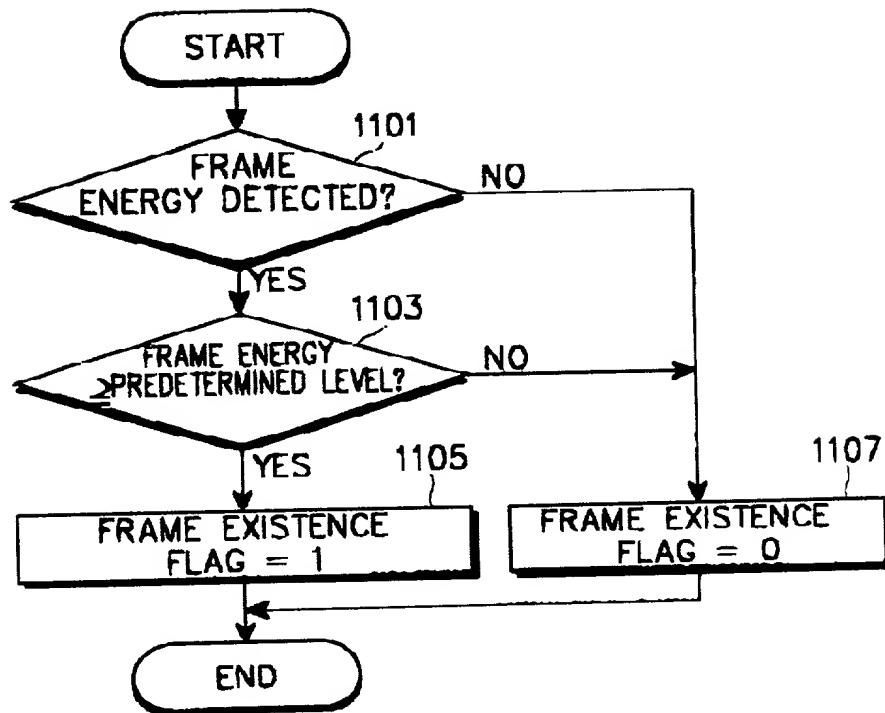 START
1101
FRAME
ENERGY DETECTED?
NO
YES
1103
FRAME ENERGY
≥PREDETERMINED LEVEL?
NO
YES
1105
FRAME EXISTENCE
FLAG = 1
1107
FRAME EXISTENCE
FLAG = 0
END